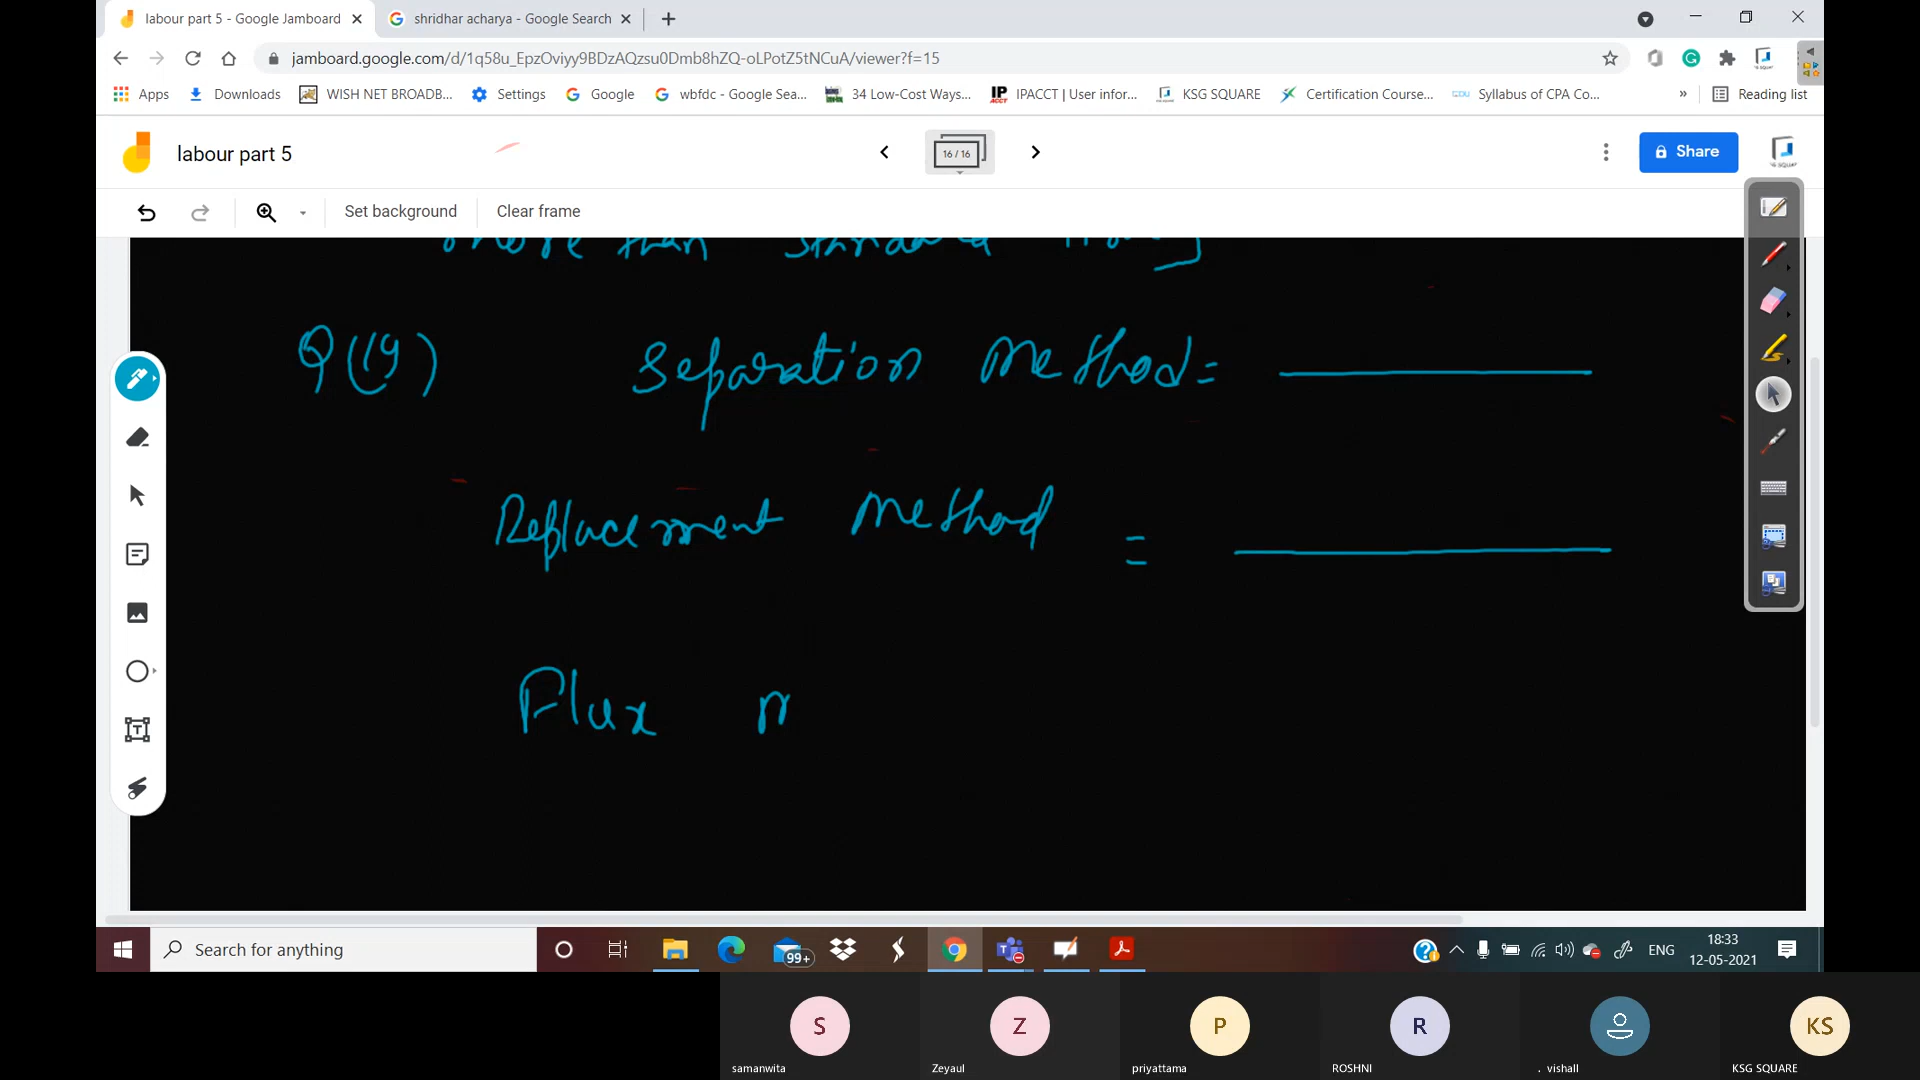 labour part 5 - Google Jamboard
shridhar acharya - Google Search
jamboard.google.com/d/1q58u_EpzOviyy9BDzAQzsu0Dmb8hZQ-oLPotZ5tNCuA/viewer?f=15
Apps Downloads WISH NET BROADB... Settings Google wbfdc - Google Sea... 34 Low-Cost Ways... IPACCT | User infor... KSG SQUARE Certification Course... Syllabus of CPA Co... » Reading list
labour part 5
16 / 16
Share
Set background Clear frame
more than standard
Q(19) Separation Method =
Replacement Method =
Flux m
Search for anything
99+
ENG
18:33
12-05-2021
S Z P R KS
samanwita Zeyaul priyattama ROSHNI . vishall KSG SQUARE